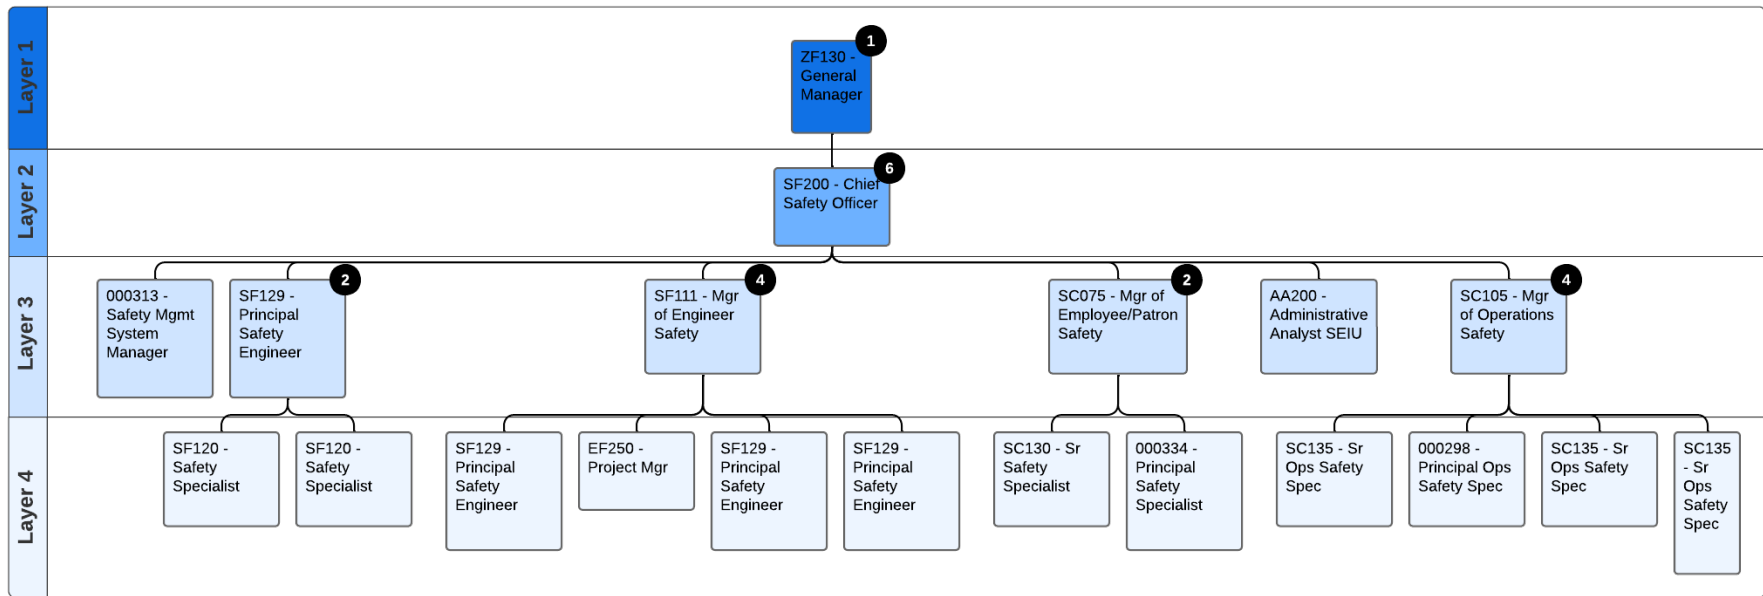 Layer 1
1
ZF130 -
General
Manager
Layer 2
6
SF200 - Chief
Safety Officer
Layer 3
000313 -
Safety Mgmt
System
Manager
2
SF129 -
Principal
Safety
Engineer
4
SF111 - Mgr
of Engineer
Safety
2
SC075 - Mgr of
Employee/Patron
Safety
AA200 -
Administrative
Analyst SEIU
4
SC105 - Mgr
of Operations
Safety
Layer 4
SF120 -
Safety
Specialist
SF120 -
Safety
Specialist
SF129 -
Principal
Safety
Engineer
EF250 -
Project Mgr
SF129 -
Principal
Safety
Engineer
SF129 -
Principal
Safety
Engineer
SC130 - Sr
Safety
Specialist
000334 -
Principal
Safety
Specialist
SC135 - Sr
Ops Safety
Spec
000298 -
Principal Ops
Safety Spec
SC135 - Sr
Ops Safety
Spec
SC135
- Sr
Ops
Safety
Spec